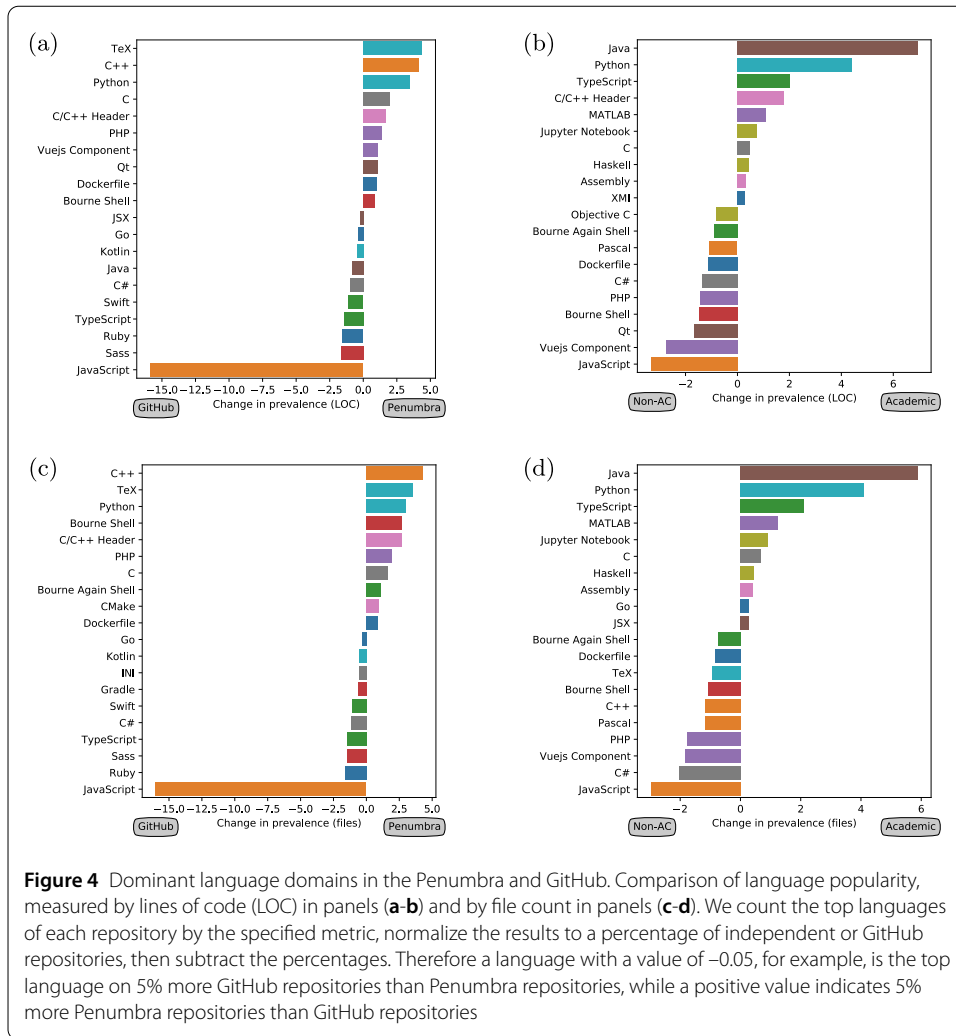 (a)
TeX
C++
Python
C
C/C++ Header
PHP
Vuejs Component
Qt
Dockerfile
Bourne Shell
JSX
Go
Kotlin
Java
C#
Swift
TypeScript
Ruby
Sass
JavaScript
−15.0 −12.5 −10.0 −7.5 −5.0 −2.5 0.0 2.5 5.0
Change in prevalence (LOC)
GitHub Penumbra
(b)
Java
Python
TypeScript
C/C++ Header
MATLAB
Jupyter Notebook
C
Haskell
Assembly
XMI
Objective C
Bourne Again Shell
Pascal
Dockerfile
C#
PHP
Bourne Shell
Qt
Vuejs Component
JavaScript
−2 0 2 4 6
Change in prevalence (LOC)
Non-AC Academic
(c)
C++
TeX
Python
Bourne Shell
C/C++ Header
PHP
C
Bourne Again Shell
CMake
Dockerfile
Go
Kotlin
INI
Gradle
Swift
C#
TypeScript
Sass
Ruby
JavaScript
−15.0 −12.5 −10.0 −7.5 −5.0 −2.5 0.0 2.5 5.0
Change in prevalence (files)
GitHub Penumbra
(d)
Java
Python
TypeScript
MATLAB
Jupyter Notebook
C
Haskell
Assembly
Go
JSX
Bourne Again Shell
Dockerfile
TeX
Bourne Shell
C++
Pascal
PHP
Vuejs Component
C#
JavaScript
−2 0 2 4 6
Change in prevalence (files)
Non-AC Academic
Figure 4 Dominant language domains in the Penumbra and GitHub. Comparison of language popularity,
measured by lines of code (LOC) in panels (a-b) and by file count in panels (c-d). We count the top languages
of each repository by the specified metric, normalize the results to a percentage of independent or GitHub
repositories, then subtract the percentages. Therefore a language with a value of –0.05, for example, is the top
language on 5% more GitHub repositories than Penumbra repositories, while a positive value indicates 5%
more Penumbra repositories than GitHub repositories